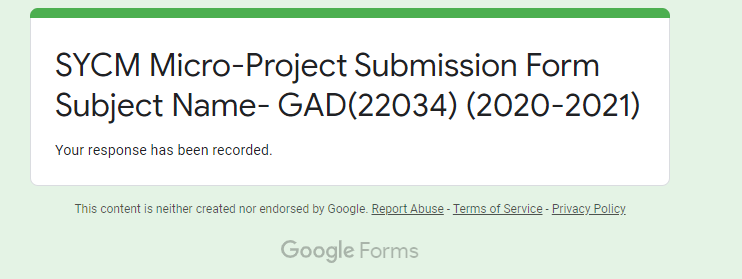 SYCM Micro-Project Submission Form
Subject Name- GAD(22034) (2020-2021)
Your response has been recorded.
This content is neither created nor endorsed by Google. Report Abuse - Terms of Service - Privacy Policy
Google Forms